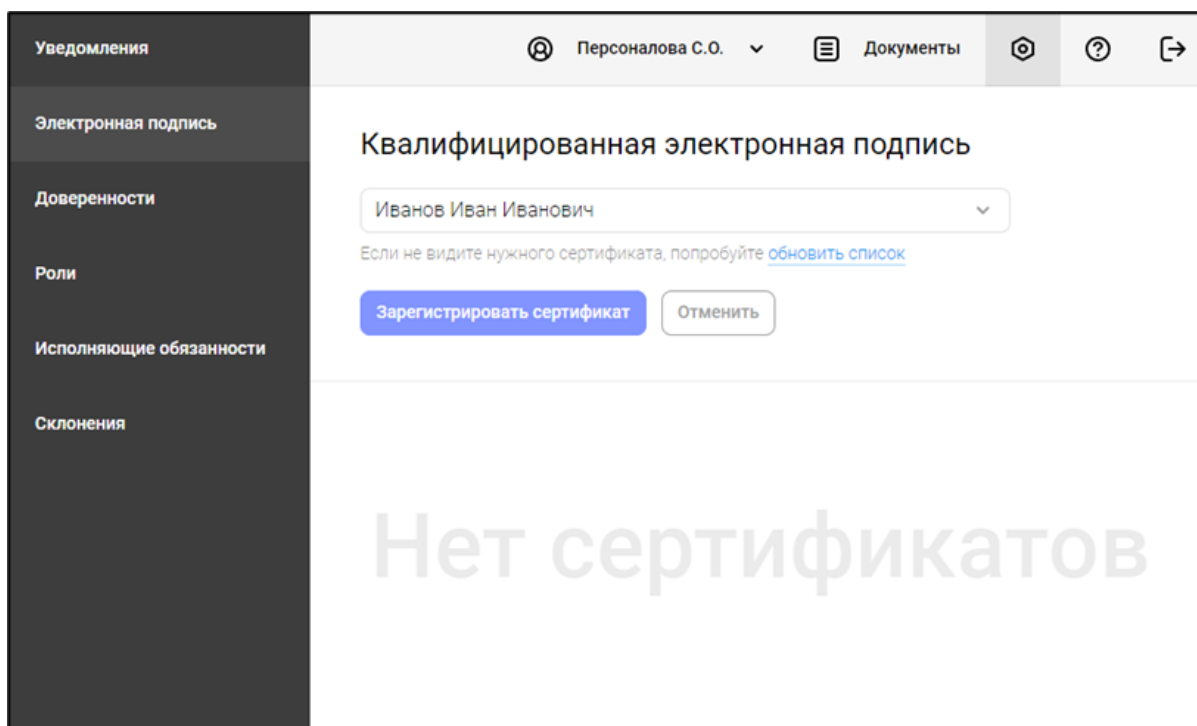 Уведомления
Персоналова С.О.
Документы
Электронная подпись
Доверенности
Роли
Исполняющие обязанности
Склонения
Квалифицированная электронная подпись
Иванов Иван Иванович
Если не видите нужного сертификата, попробуйте обновить список
Зарегистрировать сертификат
Отменить
Нет сертификатов